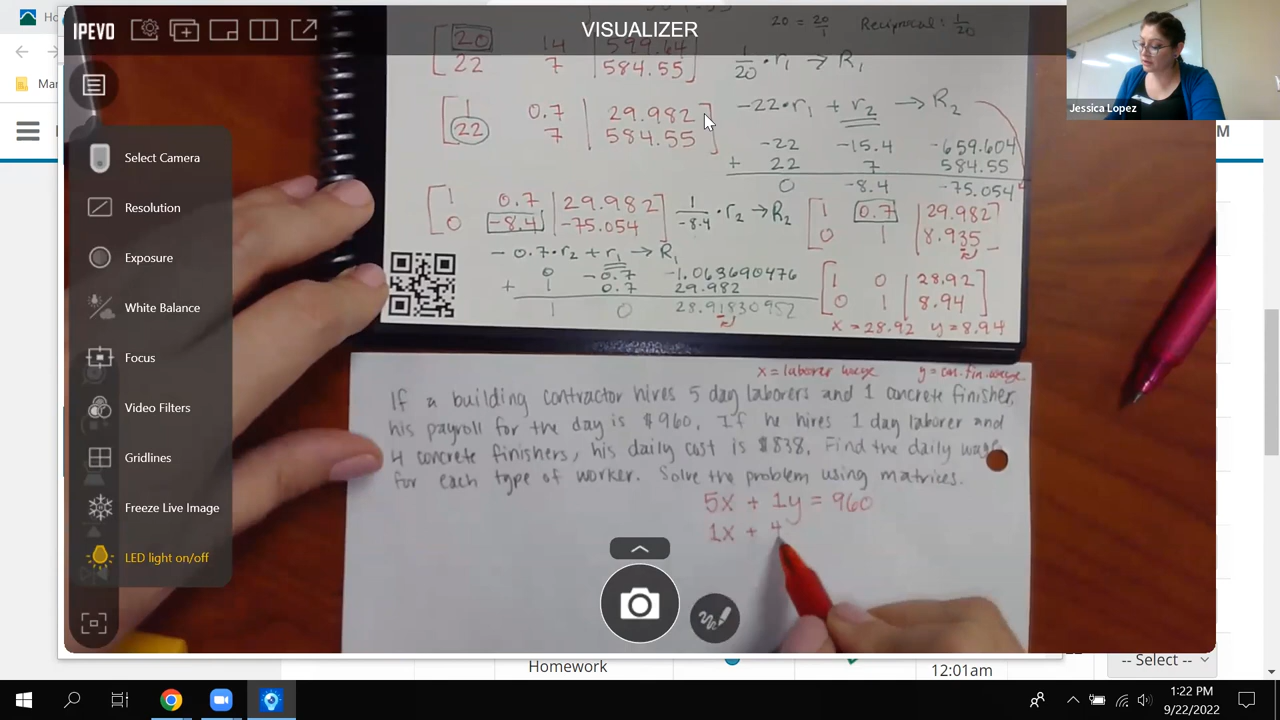 IPEVO
VISUALIZER
20 = 20/1 Reciprocal: 1/20
[20 14 | 599.64]
[22 7 | 584.55]
1/20 · r₁ → R₁
[1 0.7 | 29.982]
[22 7 | 584.55]
-22 · r₁ + r₂ → R₂
-22 -15.4 -659.604
+ 22 7 584.55
0 -8.4 -75.054
[1 0.7 | 29.982]
[0 -8.4 | -75.054]
1/-8.4 · r₂ → R₂
[1 0.7 | 29.982]
[0 1 | 8.935]
-0.7 · r₂ + r₁ → R₁
0 -0.7 -1.063690476
+ 1 0.7 29.982
1 0 28.91830952
[1 0 | 28.92]
[0 1 | 8.94]
x = 28.92 y = 8.94
x = laborer wage y = con. fin. wage
If a building contractor hires 5 day laborers and 1 concrete finisher,
his payroll for the day is $960. If he hires 1 day laborer and
4 concrete finishers, his daily cost is $838. Find the daily wage
for each type of worker. Solve the problem using matrices.
5x + 1y = 960
1x + 4
Select Camera
Resolution
Exposure
White Balance
Focus
Video Filters
Gridlines
Freeze Live Image
LED light on/off
Jessica Lopez
Ho
Mar
M
Homework
12:01am
-- Select --
1:22 PM
9/22/2022